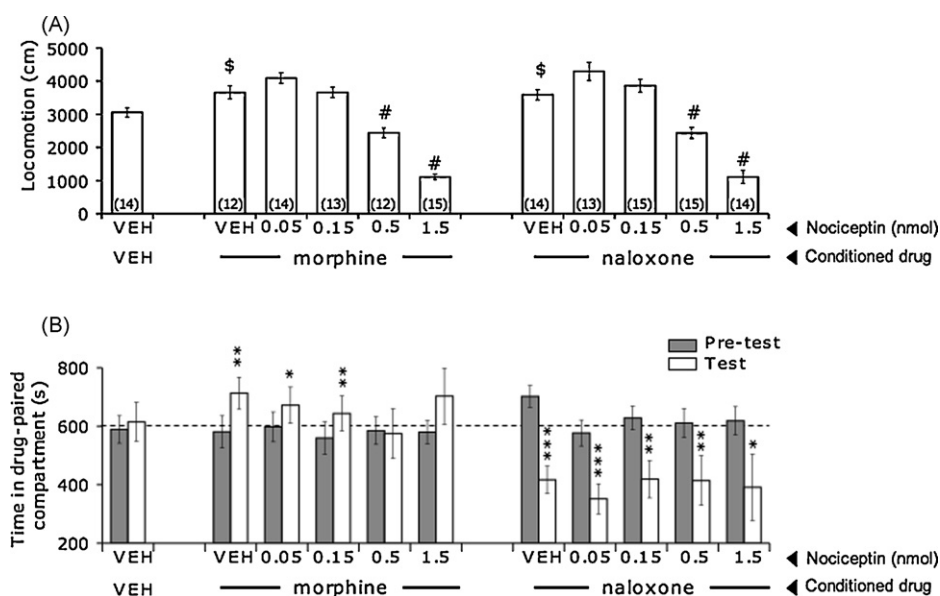 (A)
Locomotion (cm)
5000
4000
3000
2000
1000
0
$ $
# # # #
(14) (12) (14) (13) (12) (15) (14) (13) (15) (15) (14)
VEH VEH 0.05 0.15 0.5 1.5 VEH 0.05 0.15 0.5 1.5 ◀ Nociceptin (nmol)
VEH morphine naloxone ◀ Conditioned drug
(B)
Time in drug-paired
compartment (s)
800
600
400
200
Pre-test
Test
** * ** *** *** ** ** *
VEH VEH 0.05 0.15 0.5 1.5 VEH 0.05 0.15 0.5 1.5 ◀ Nociceptin (nmol)
VEH morphine naloxone ◀ Conditioned drug